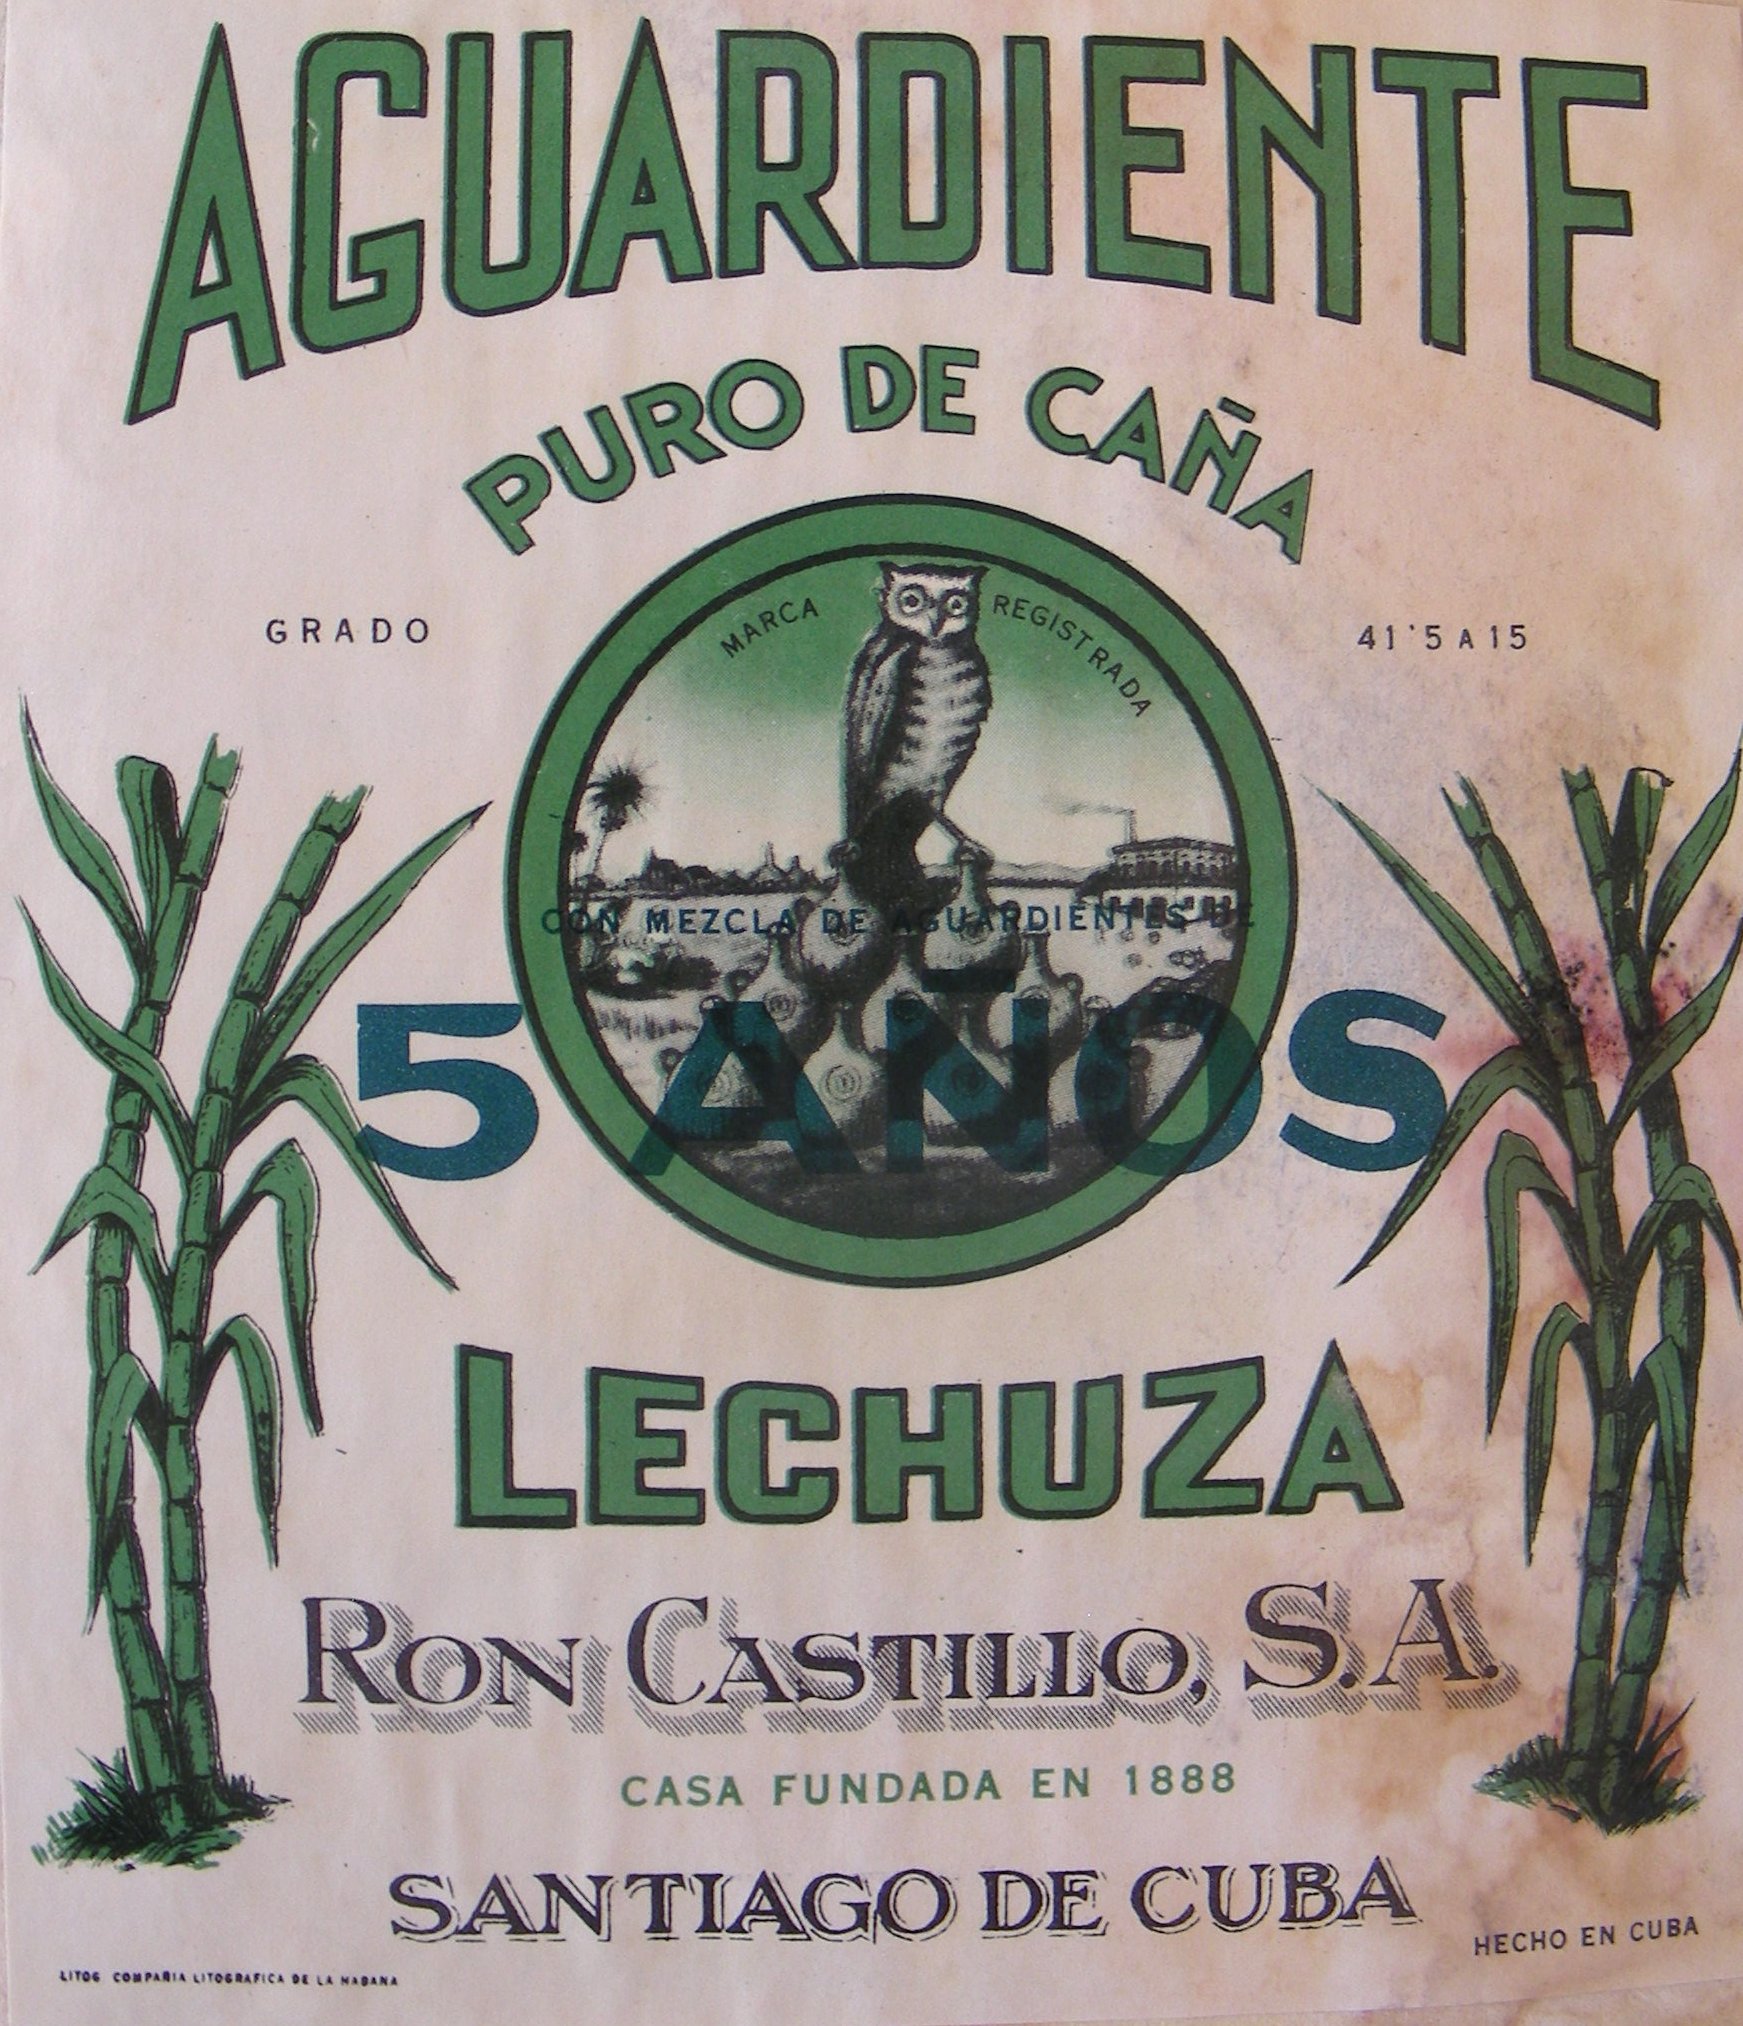 AGUARDIENTE
PURO DE CAÑA
GRADO 41'5 A 15
MARCA REGISTRADA
CON MEZCLA DE AGUARDIENTES DE
5 AÑOS
LECHUZA
RON CASTILLO, S.A.
CASA FUNDADA EN 1888
SANTIAGO DE CUBA
HECHO EN CUBA
LITOG COMPAÑIA LITOGRAFICA DE LA HABANA